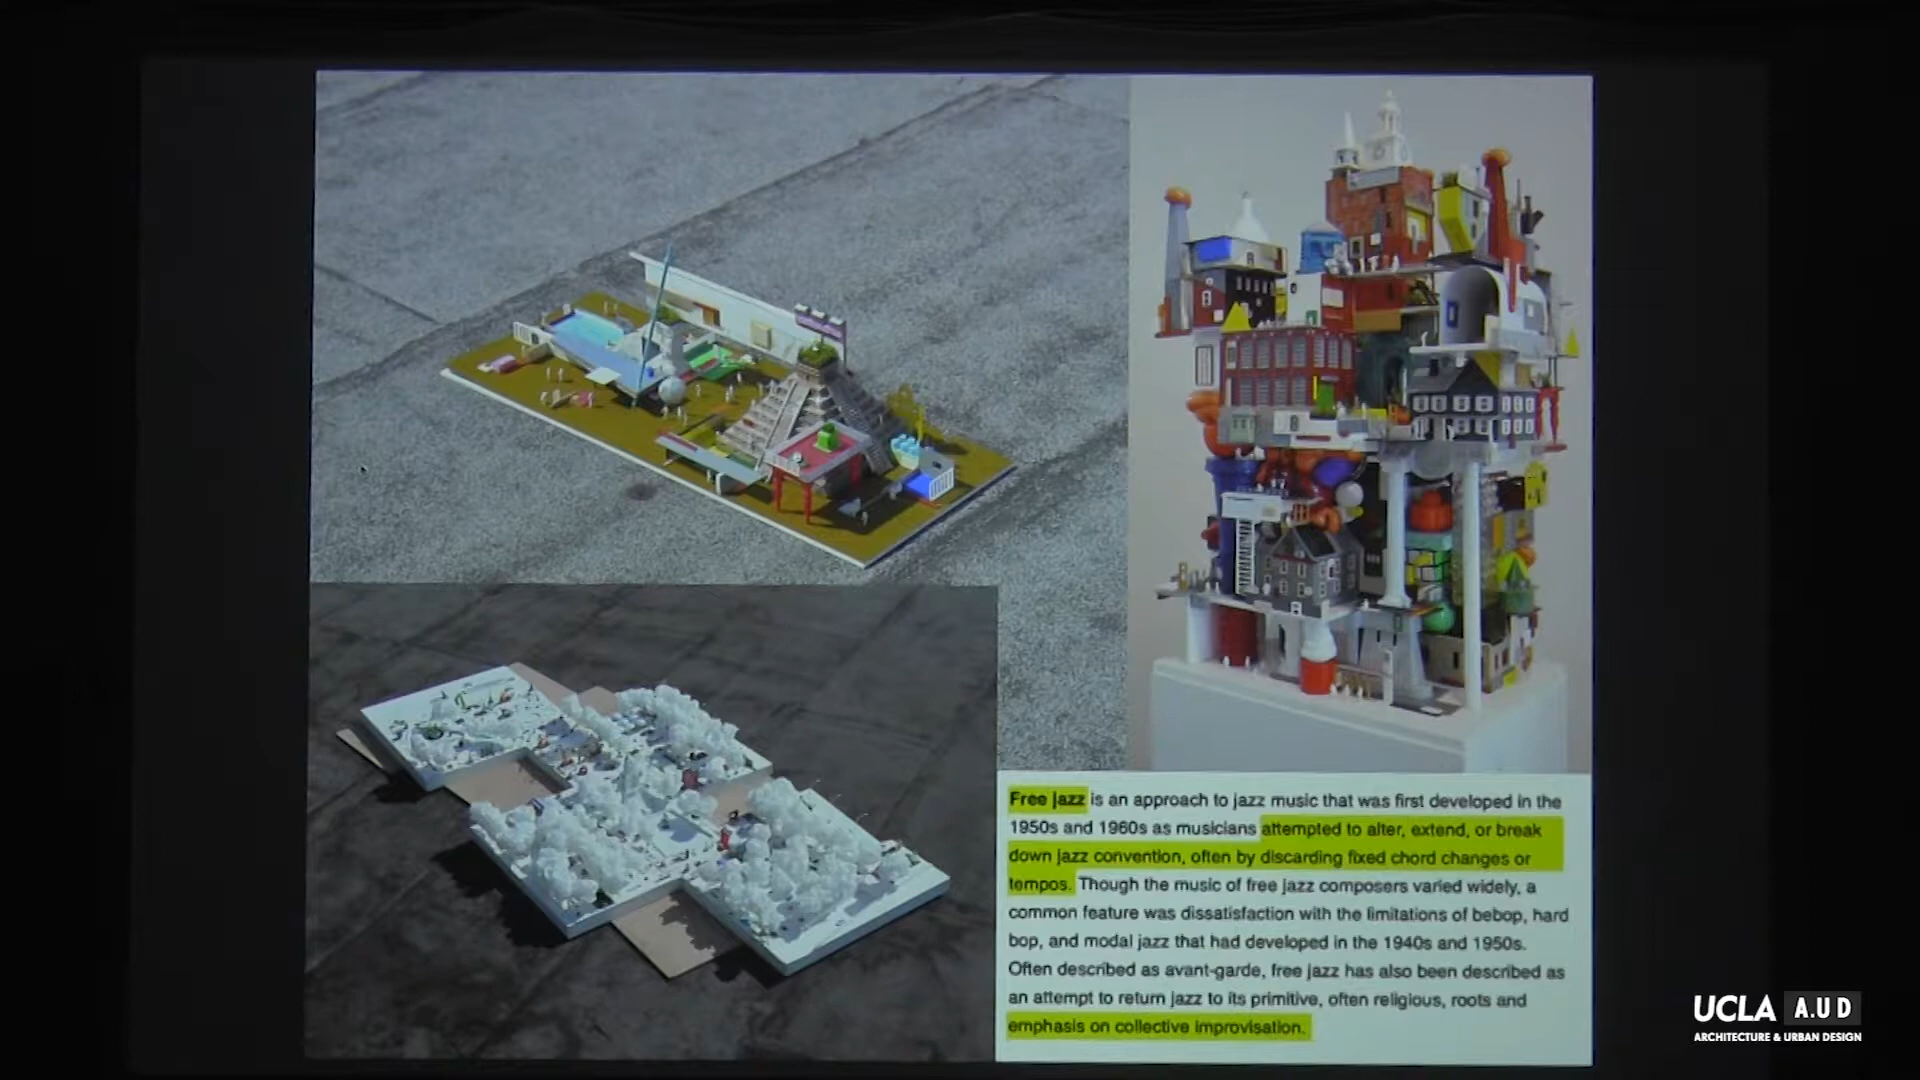 Free jazz is an approach to jazz music that was first developed in the
1950s and 1960s as musicians attempted to alter, extend, or break
down jazz convention, often by discarding fixed chord changes or
tempos. Though the music of free jazz composers varied widely, a
common feature was dissatisfaction with the limitations of bebop, hard
bop, and modal jazz that had developed in the 1940s and 1950s.
Often described as avant-garde, free jazz has also been described as
an attempt to return jazz to its primitive, often religious, roots and
emphasis on collective improvisation.
UCLA A.UD
ARCHITECTURE & URBAN DESIGN